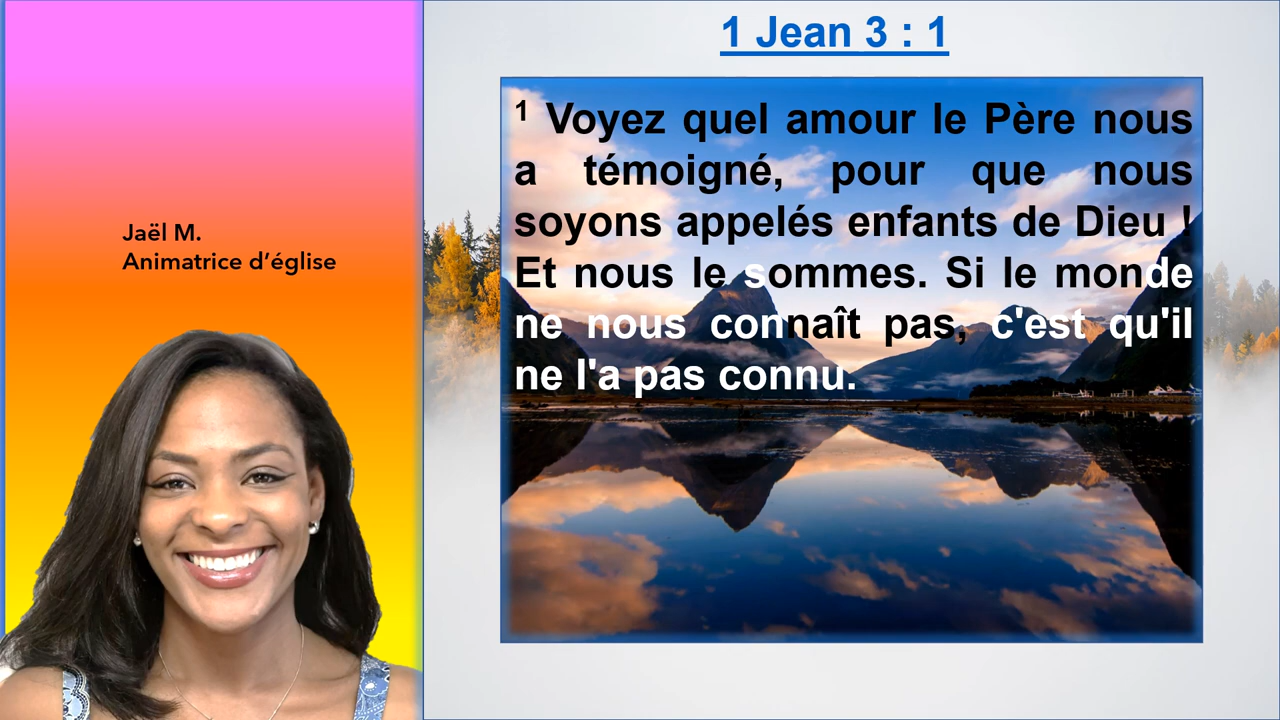 Jaël M.
Animatrice d’église
1 Jean 3 : 1
1 Voyez quel amour le Père nous
a témoigné, pour que nous
soyons appelés enfants de Dieu !
Et nous le sommes. Si le monde
ne nous connaît pas, c'est qu'il
ne l'a pas connu.